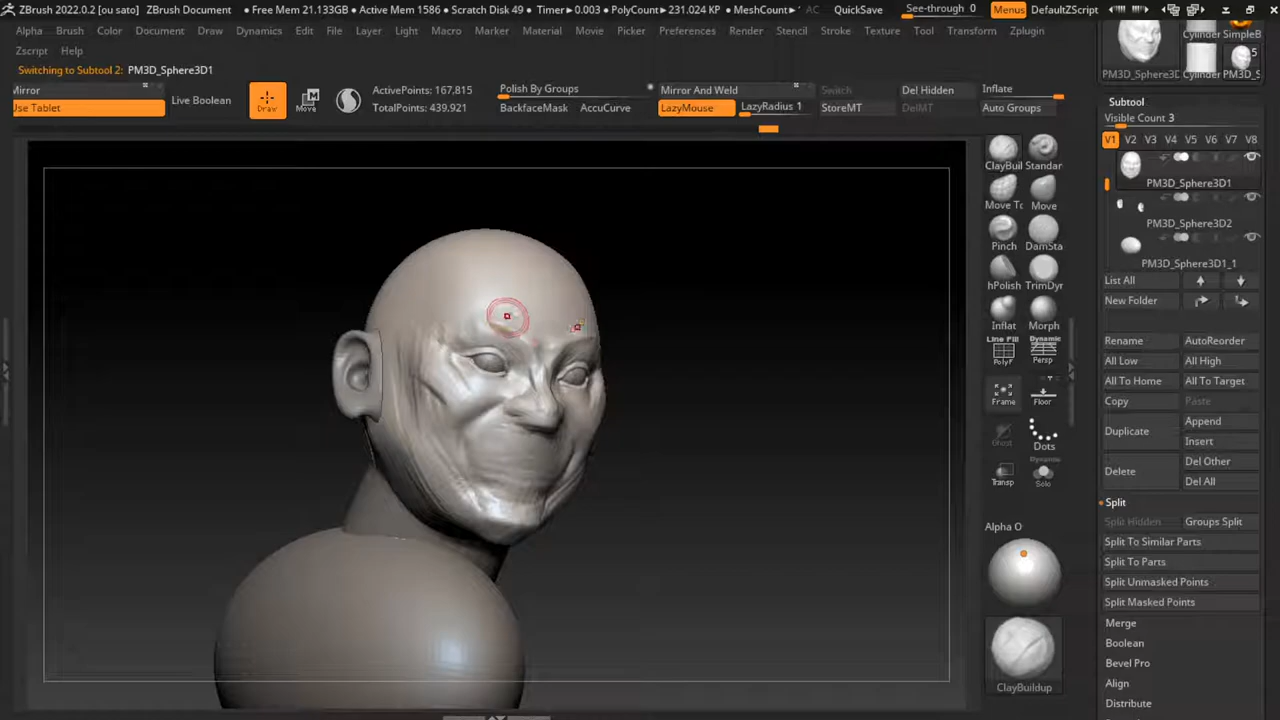 ZBrush 2022.0.2 [ou sato] ZBrush Document • Free Mem 21.133GB • Active Mem 1586 • Scratch Disk 49 • Timer▸0.003 • PolyCount▸231.024 KP • MeshCount▸ AC QuickSave See-through 0 Menus DefaultZScript
Alpha Brush Color Document Draw Dynamics Edit File Layer Light Macro Marker Material Movie Picker Preferences Render Stencil Stroke Texture Tool Transform Zplugin
Zscript Help
Switching to Subtool 2: PM3D_Sphere3D1
Mirror
Use Tablet
Live Boolean
Draw
Move
ActivePoints: 167,815
TotalPoints: 439,921
Polish By Groups
BackfaceMask AccuCurve
Mirror And Weld
LazyMouse LazyRadius 1
Switch
StoreMT DelMT
Del Hidden
Auto Groups
Inflate
ClayBuil Standar
Move To Move
Pinch DamSta
hPolish TrimDyr
Inflat Morph
Line Fill Dynamic
PolyF Persp
Frame Floor
Ghost Dots
Dynamic
Transp Solo
Alpha O
ClayBuildup
Cylinder SimpleB
5
PM3D_Sphere3D Cylinder PM3D_S
Subtool
Visible Count 3
V1 V2 V3 V4 V5 V6 V7 V8
PM3D_Sphere3D1
PM3D_Sphere3D2
PM3D_Sphere3D1_1
List All
New Folder
Rename AutoReorder
All Low All High
All To Home All To Target
Copy Paste
Duplicate Append
Insert
Delete Del Other
Del All
Split
Split Hidden Groups Split
Split To Similar Parts
Split To Parts
Split Unmasked Points
Split Masked Points
Merge
Boolean
Bevel Pro
Align
Distribute